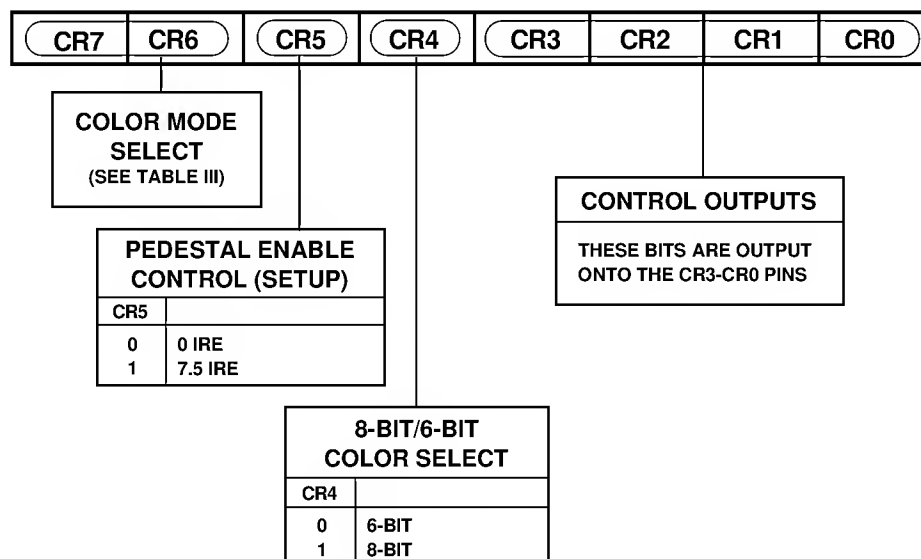 CR7 CR6 CR5 CR4 CR3 CR2 CR1 CR0
COLOR MODE
SELECT
(SEE TABLE III)
CONTROL OUTPUTS
THESE BITS ARE OUTPUT
ONTO THE CR3-CR0 PINS
PEDESTAL ENABLE
CONTROL (SETUP)
CR5
0 0 IRE
1 7.5 IRE
8-BIT/6-BIT
COLOR SELECT
CR4
0 6-BIT
1 8-BIT